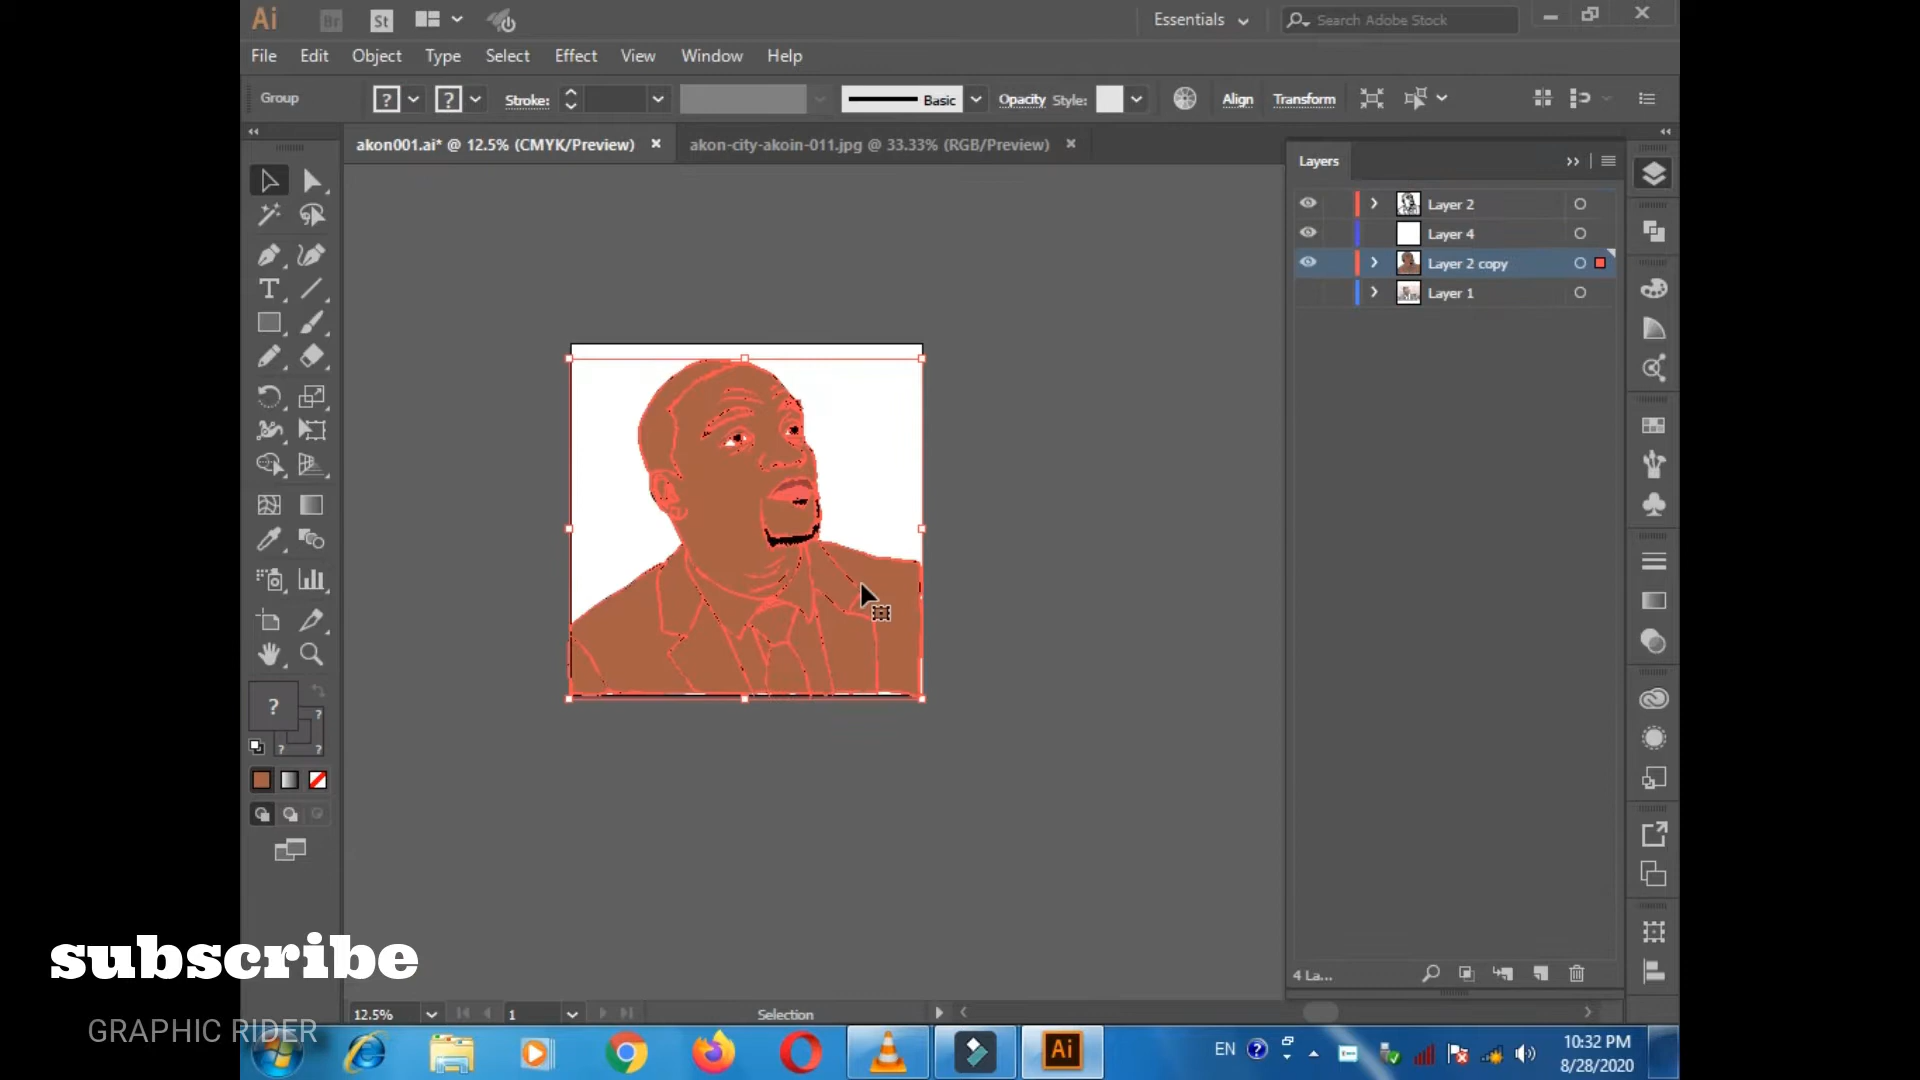 Ai Br St Essentials Search Adobe Stock
File Edit Object Type Select Effect View Window Help
Group ? ? Stroke: Basic Opacity Style: Align Transform
akon001.ai* @ 12.5% (CMYK/Preview) × akon-city-akoin-011.jpg @ 33.33% (RGB/Preview) ×
Layers
Layer 2
Layer 4
Layer 2 copy
Layer 1
T
?
?
? ?
subscribe
4 La...
12.5% 1 Selection
GRAPHIC RIDER
Ai EN ? 10:32 PM
8/28/2020